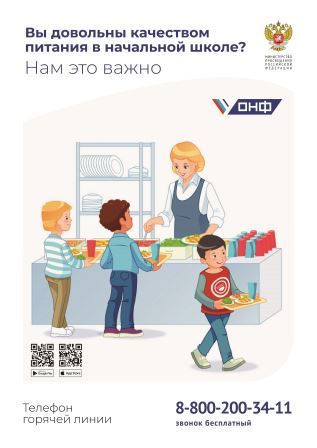 Вы довольны качеством
питания в начальной школе?
Нам это важно
МИНИСТЕРСТВО
ПРОСВЕЩЕНИЯ
РОССИЙСКОЙ
ФЕДЕРАЦИИ
ОНФ
Google Play
App Store
Телефон
горячей линии
8-800-200-34-11
звонок бесплатный